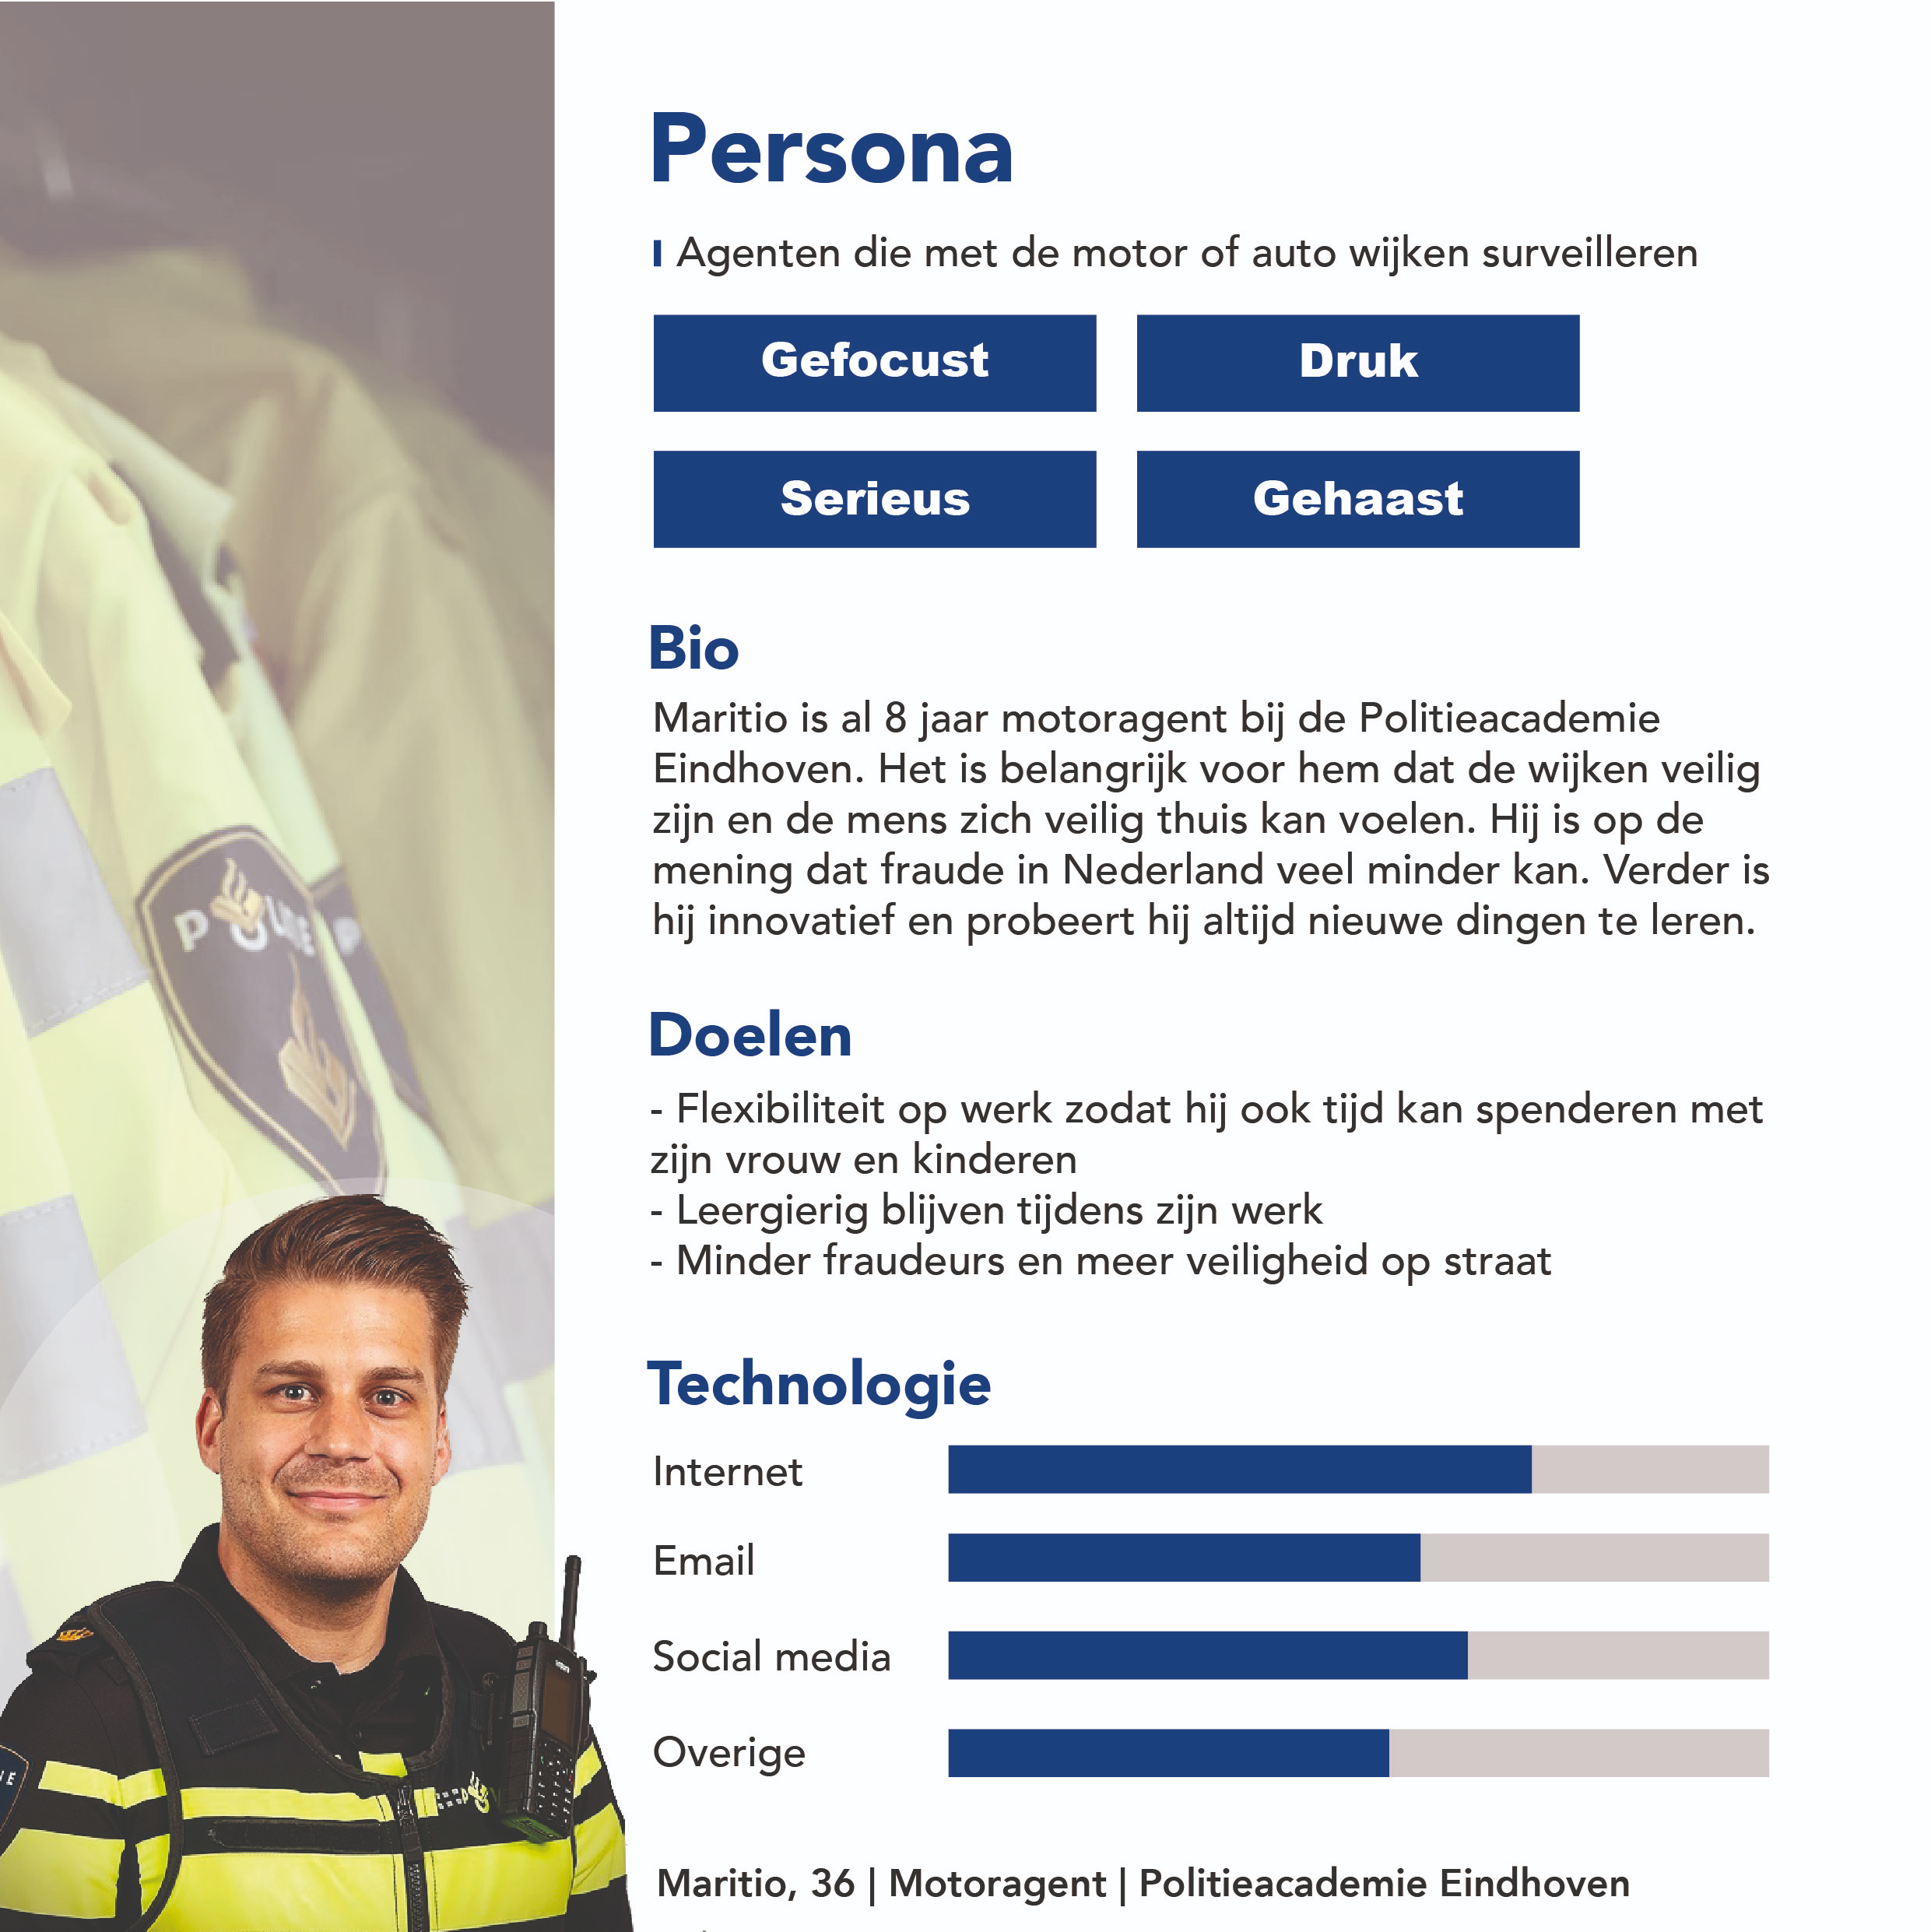 Persona
Agenten die met de motor of auto wijken surveilleren
Gefocust
Druk
Serieus
Gehaast
Bio
Maritio is al 8 jaar motoragent bij de Politieacademie
Eindhoven. Het is belangrijk voor hem dat de wijken veilig
zijn en de mens zich veilig thuis kan voelen. Hij is op de
mening dat fraude in Nederland veel minder kan. Verder is
hij innovatief en probeert hij altijd nieuwe dingen te leren.
Doelen
- Flexibiliteit op werk zodat hij ook tijd kan spenderen met
zijn vrouw en kinderen
- Leergierig blijven tijdens zijn werk
- Minder fraudeurs en meer veiligheid op straat
Technologie
Internet
Email
Social media
Overige
Maritio, 36 | Motoragent | Politieacademie Eindhoven
POLITIE